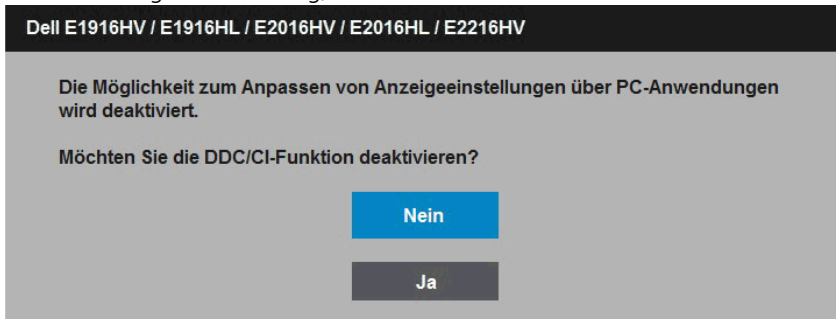 Dell E1916HV / E1916HL / E2016HV / E2016HL / E2216HV
Die Möglichkeit zum Anpassen von Anzeigeeinstellungen über PC-Anwendungen
wird deaktiviert.
Möchten Sie die DDC/CI-Funktion deaktivieren?
Nein
Ja